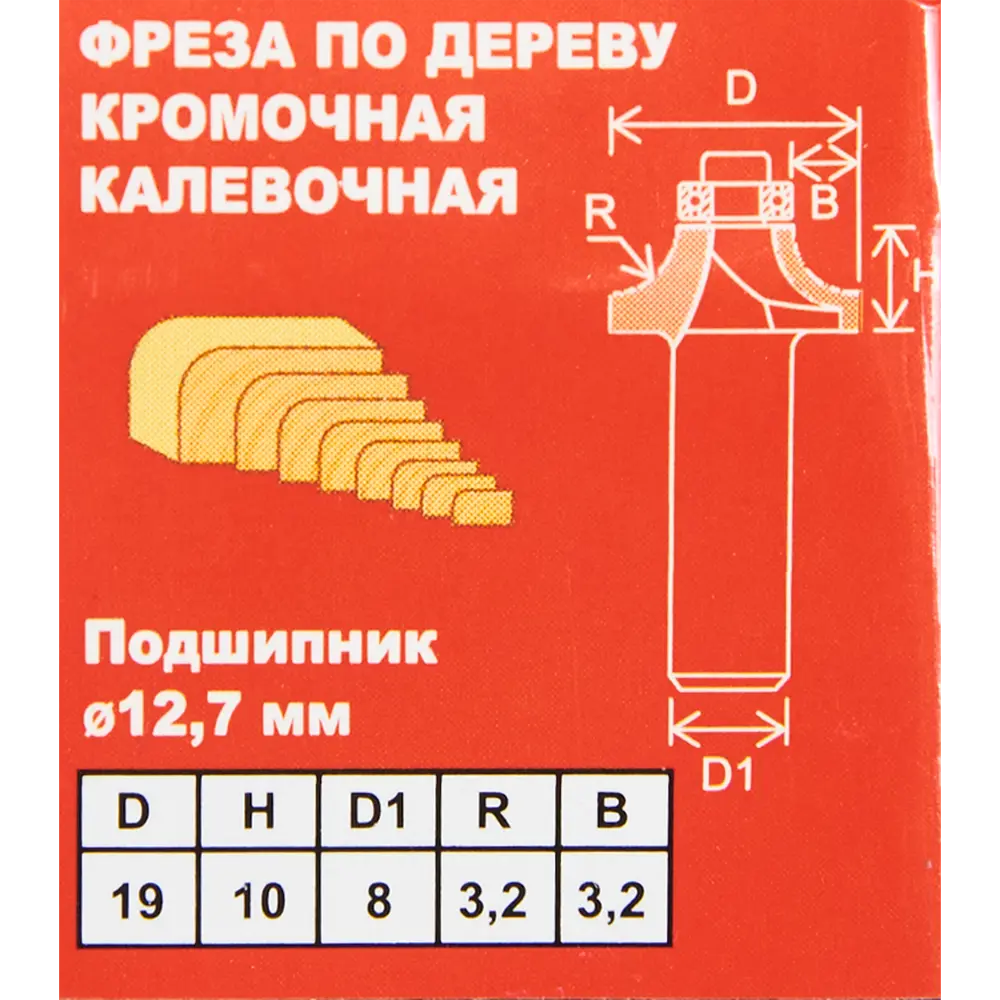 ФРЕЗА ПО ДЕРЕВУ
КРОМОЧНАЯ
КАЛЕВОЧНАЯ
D
B
R
H
Подшипник
ø12,7 мм
D1
D H D1 R B
19 10 8 3,2 3,2